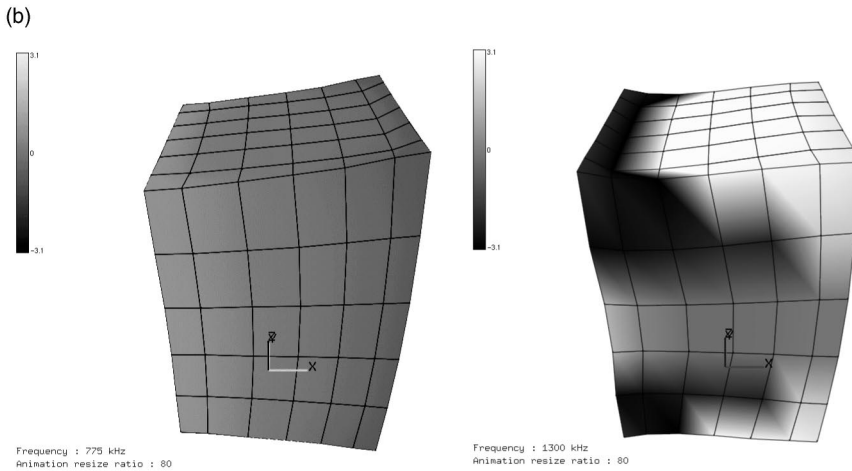 (b)
3.1
0
-3.1
X
Frequency : 775 kHz
Animation resize ratio : 80
3.1
0
-3.1
X
Frequency : 1300 kHz
Animation resize ratio : 80